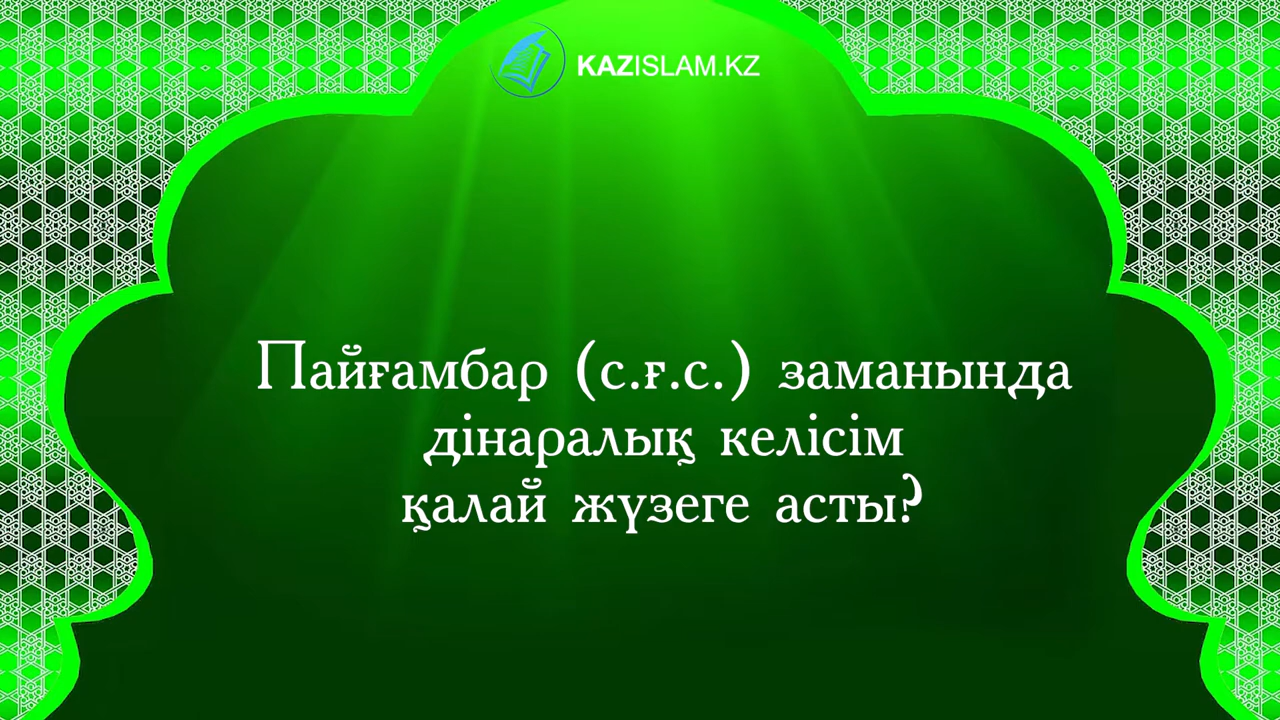 KAZISLAM.KZ
Пайғамбар (с.ғ.с.) заманында
дінаралық келісім
қалай жүзеге асты?